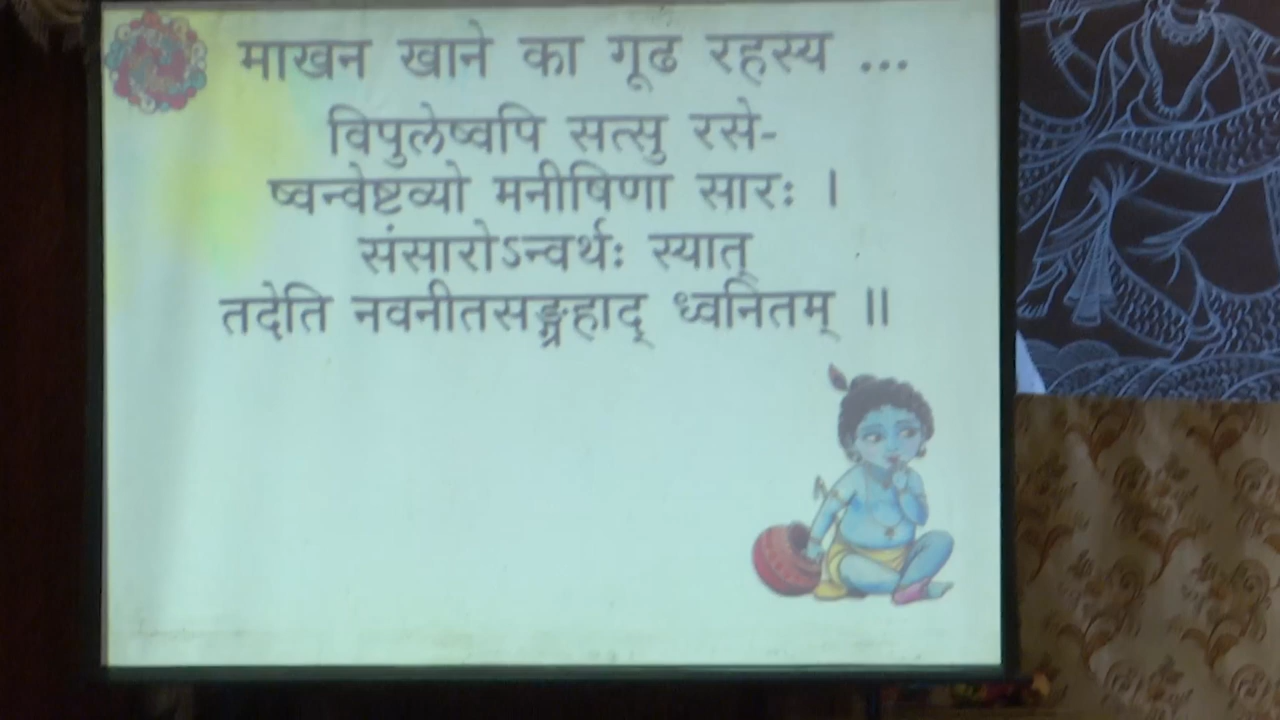 माखन खाने का गूढ रहस्य ...
विपुलेष्वपि सत्सु रसे-
ष्वन्वेष्टव्यो मनीषिणा सारः ।
संसारोऽन्वर्थः स्यात्
तदेति नवनीतसङ्ग्रहाद् ध्वनितम् ॥